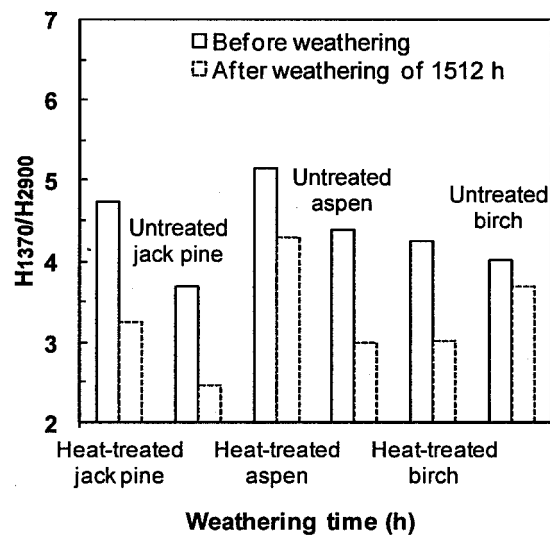 7
6
5
4
3
2
H1370/H2900
Before weathering
After weathering of 1512 h
Untreated
jack pine
Untreated
aspen
Untreated
birch
Heat-treated
jack pine
Heat-treated
aspen
Heat-treated
birch
Weathering time (h)